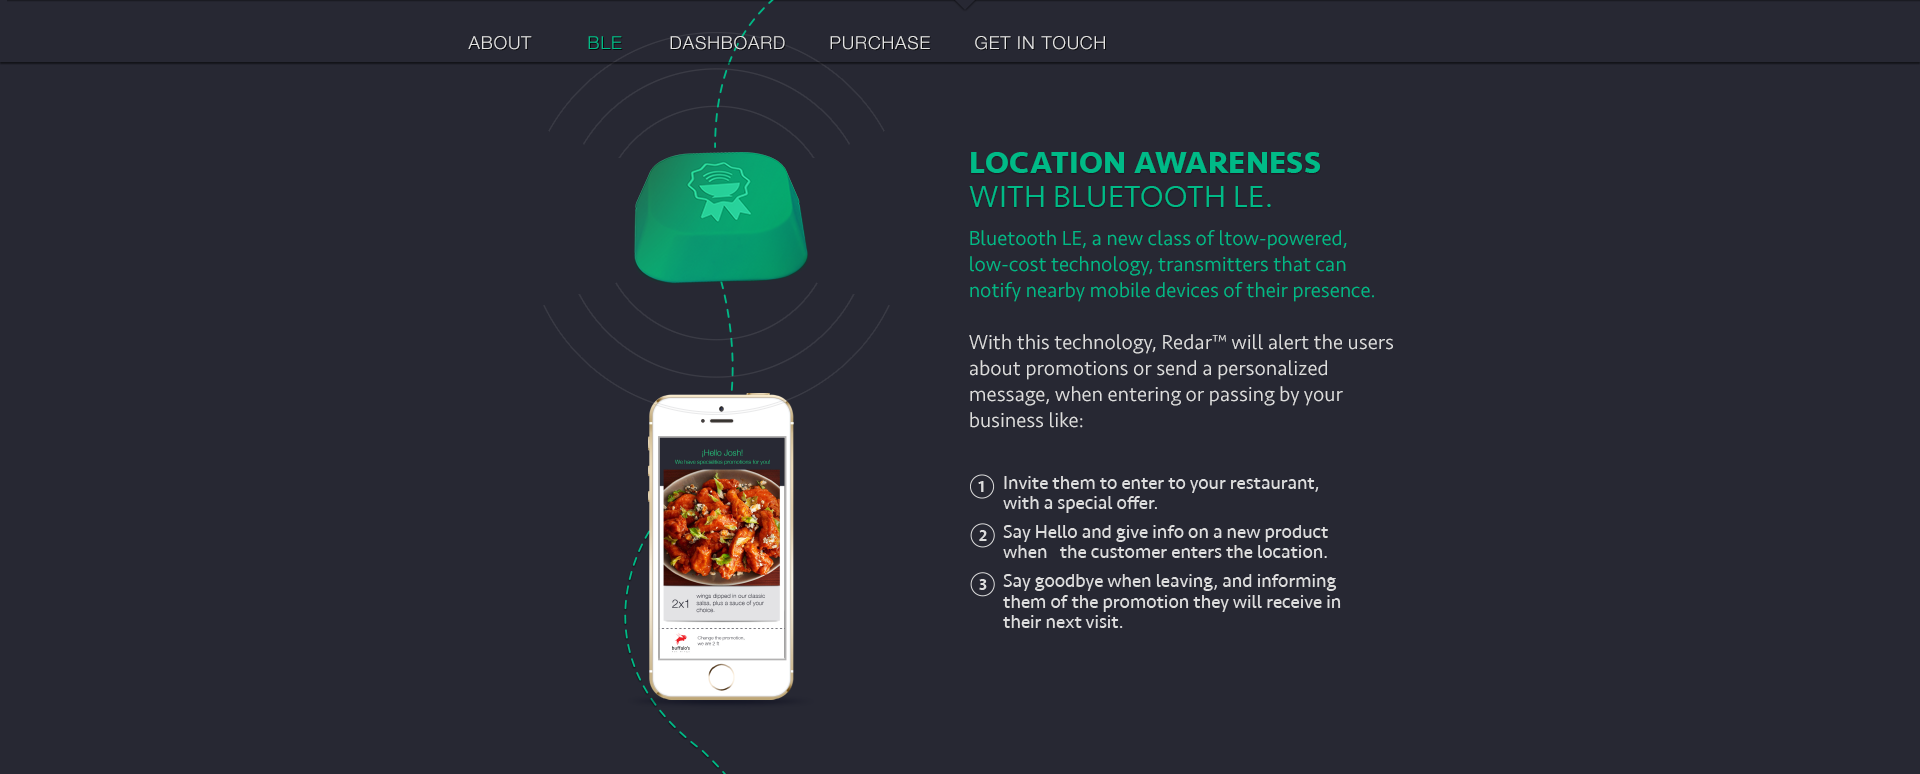 ABOUT BLE DASHBOARD PURCHASE GET IN TOUCH
LOCATION AWARENESS
WITH BLUETOOTH LE.
Bluetooth LE, a new class of ltow-powered,
low-cost technology, transmitters that can
notify nearby mobile devices of their presence.
With this technology, Redar™ will alert the users
about promotions or send a personalized
message, when entering or passing by your
business like:
1 Invite them to enter to your restaurant,
with a special offer.
2 Say Hello and give info on a new product
when the customer enters the location.
3 Say goodbye when leaving, and informing
them of the promotion they will receive in
their next visit.
¡Hello Josh!
We have specialities promotions for you!
2x1
wings dipped in our classic
salsa, plus a sauce of your
choice.
buffalo's
Change the promotion,